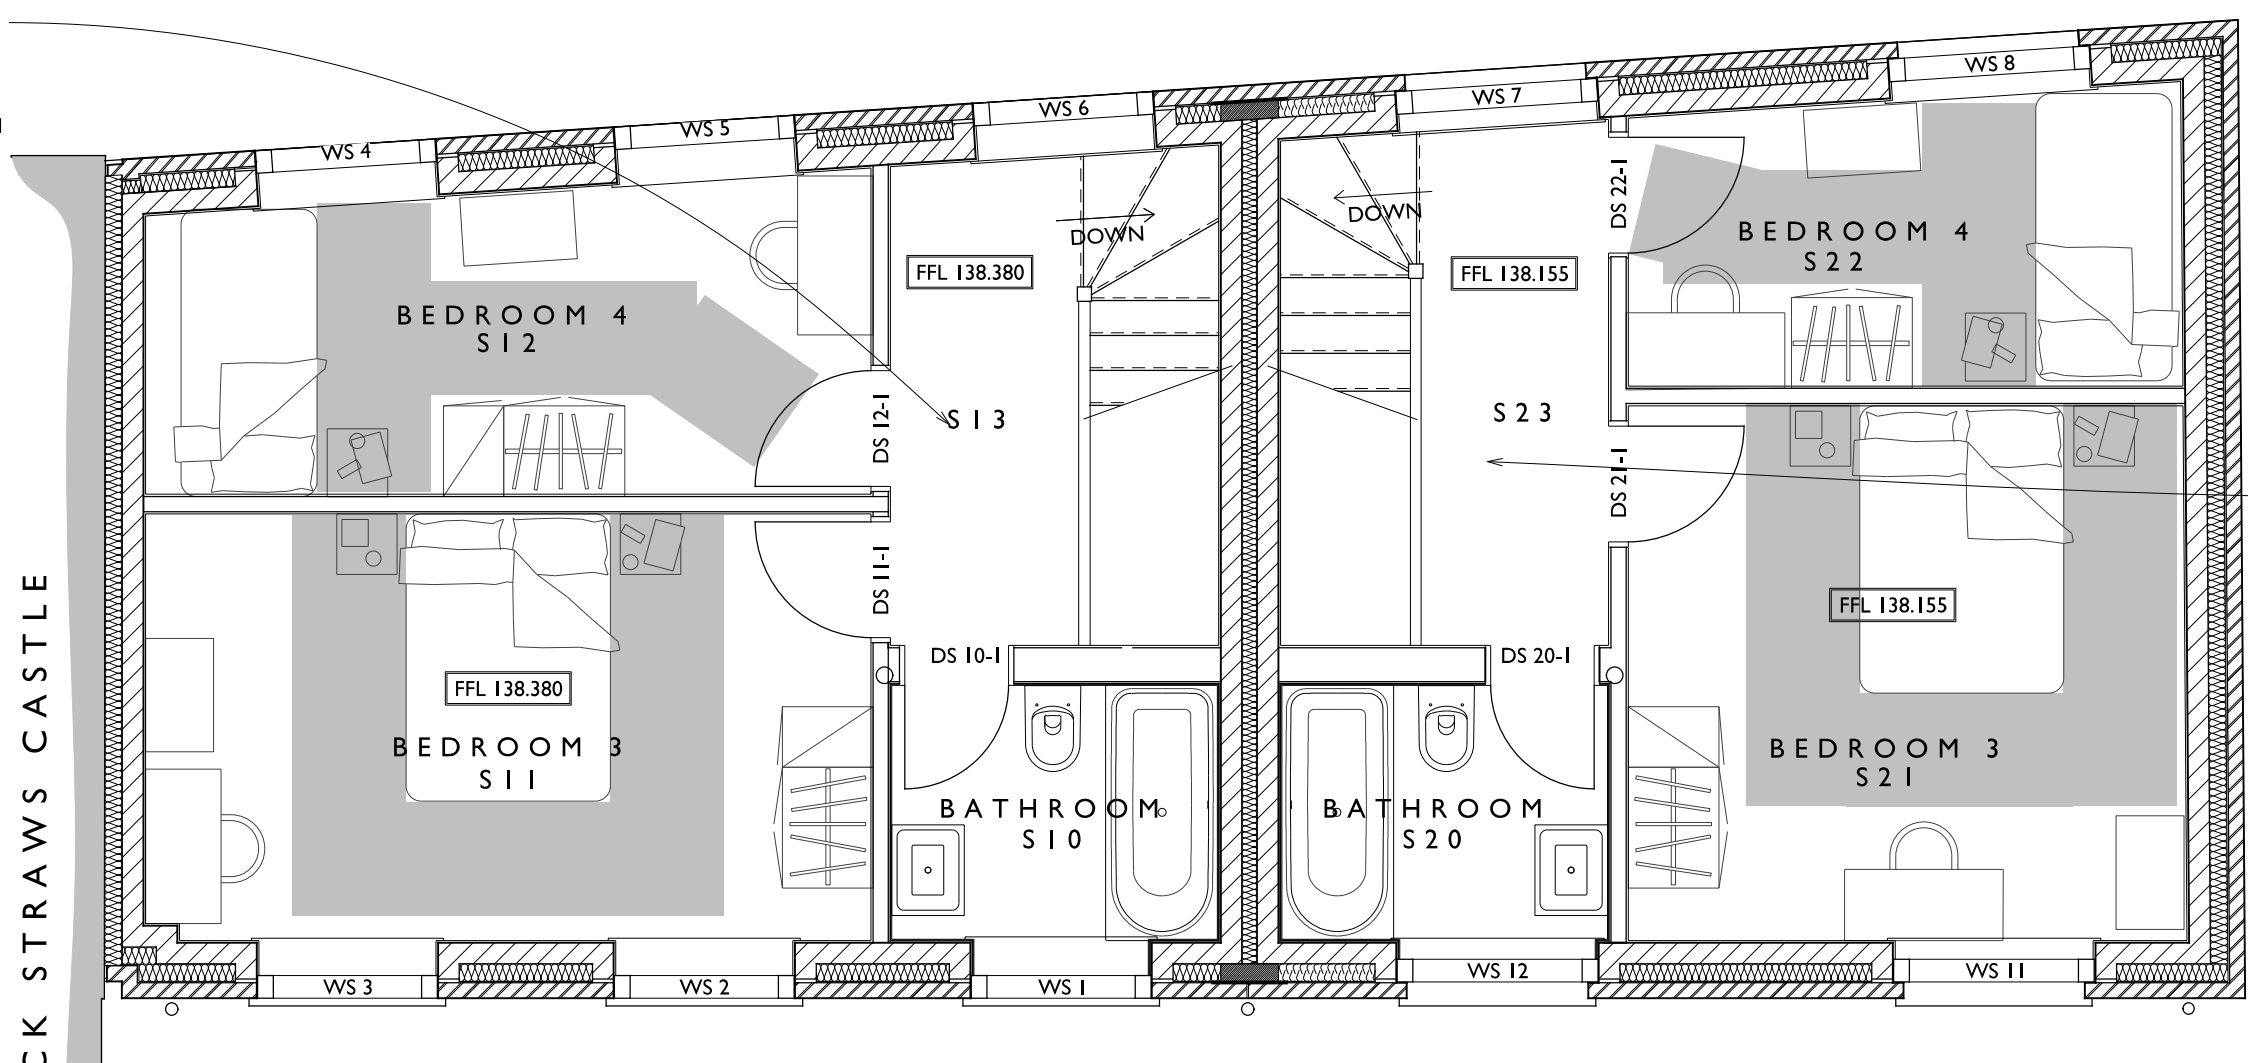 WS 4
WS 5
WS 6
WS 7
WS 8
BEDROOM 4
S12
FFL 138.380
DOWN
DOWN
FFL 138.155
DS 22-1
BEDROOM 4
S22
DS 12-1
S13
S23
DS 21-1
DS 11-1
FFL 138.380
BEDROOM 3
S11
DS 10-1
DS 20-1
FFL 138.155
BEDROOM 3
S21
BATHROOM
S10
BATHROOM
S20
CK STRAWS CASTLE
WS 3
WS 2
WS 1
WS 12
WS 11